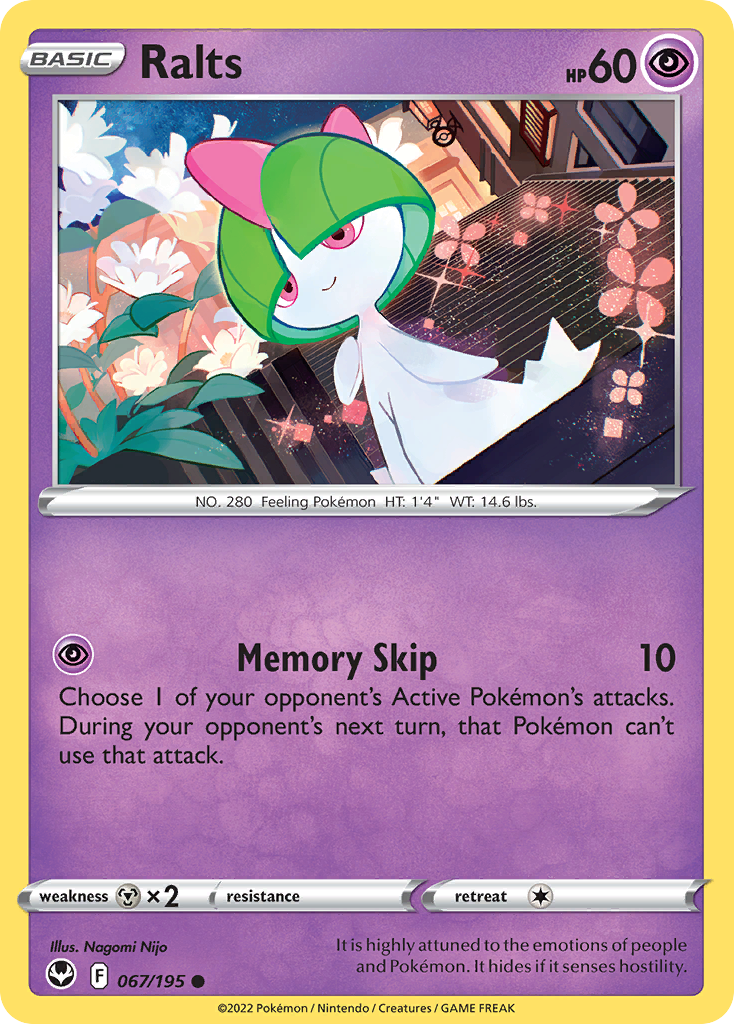 BASIC Ralts HP 60
NO. 280 Feeling Pokémon HT: 1'4" WT: 14.6 lbs.
Memory Skip 10
Choose 1 of your opponent's Active Pokémon's attacks.
During your opponent's next turn, that Pokémon can't
use that attack.
weakness ×2 resistance retreat
Illus. Nagomi Nijo
It is highly attuned to the emotions of people
and Pokémon. It hides if it senses hostility.
F 067/195
©2022 Pokémon / Nintendo / Creatures / GAME FREAK